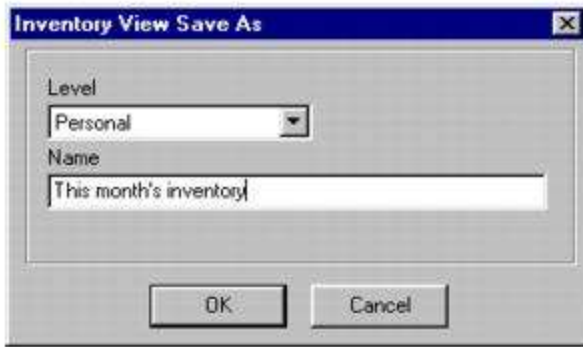 Inventory View Save As
Level
Personal
Name
This month's inventory
OK Cancel